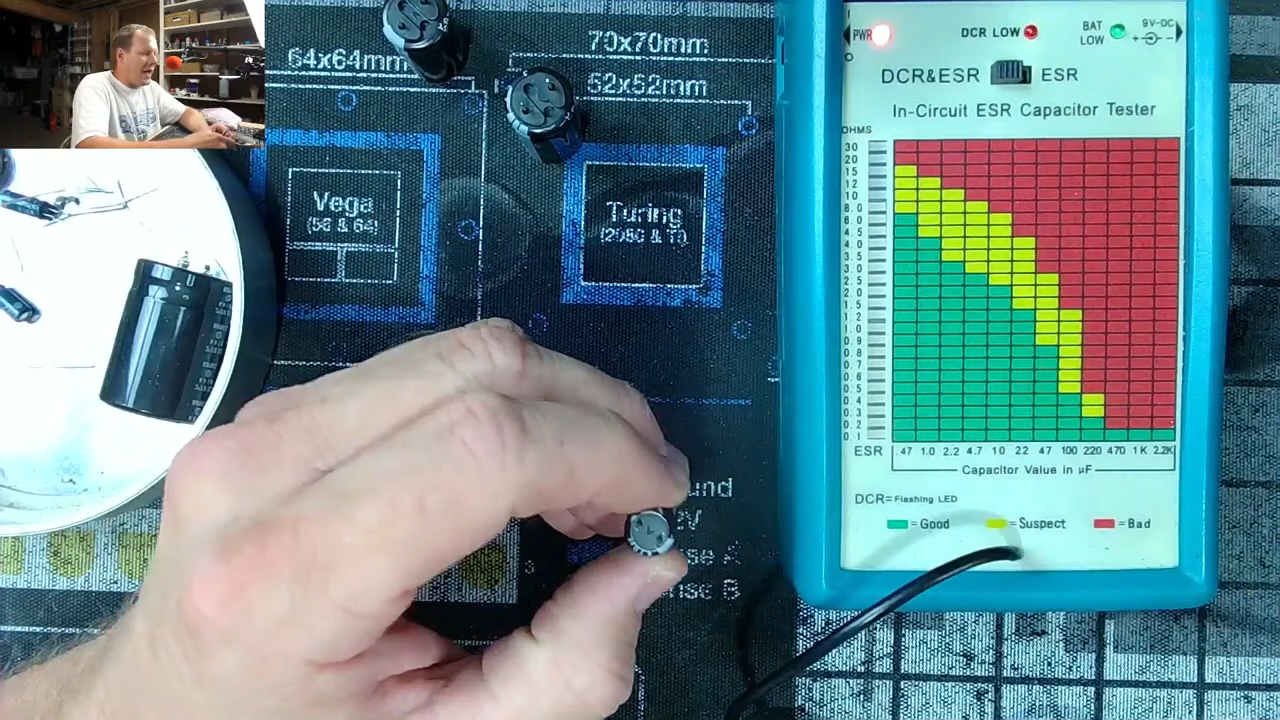 64x64mm
70x70mm
52x52mm
Vega
(56 & 64)
Turing
(2080 & Ti)
und
2V
se A
nse B
3
PWR
DCR LOW
BAT
LOW
9V-DC
DCR&ESR
ESR
In-Circuit ESR Capacitor Tester
OHMS
30
20
15
12
10
8.0
6.0
5.0
4.0
3.5
3.0
2.5
2.0
1.5
1.2
1.0
0.9
0.8
0.7
0.6
0.5
0.4
0.3
0.2
0.1
ESR
.47 1.0 2.2 4.7 10 22 47 100 220 470 1K 2.2K
Capacitor Value in μF
DCR=Flashing LED
=Good =Suspect =Bad